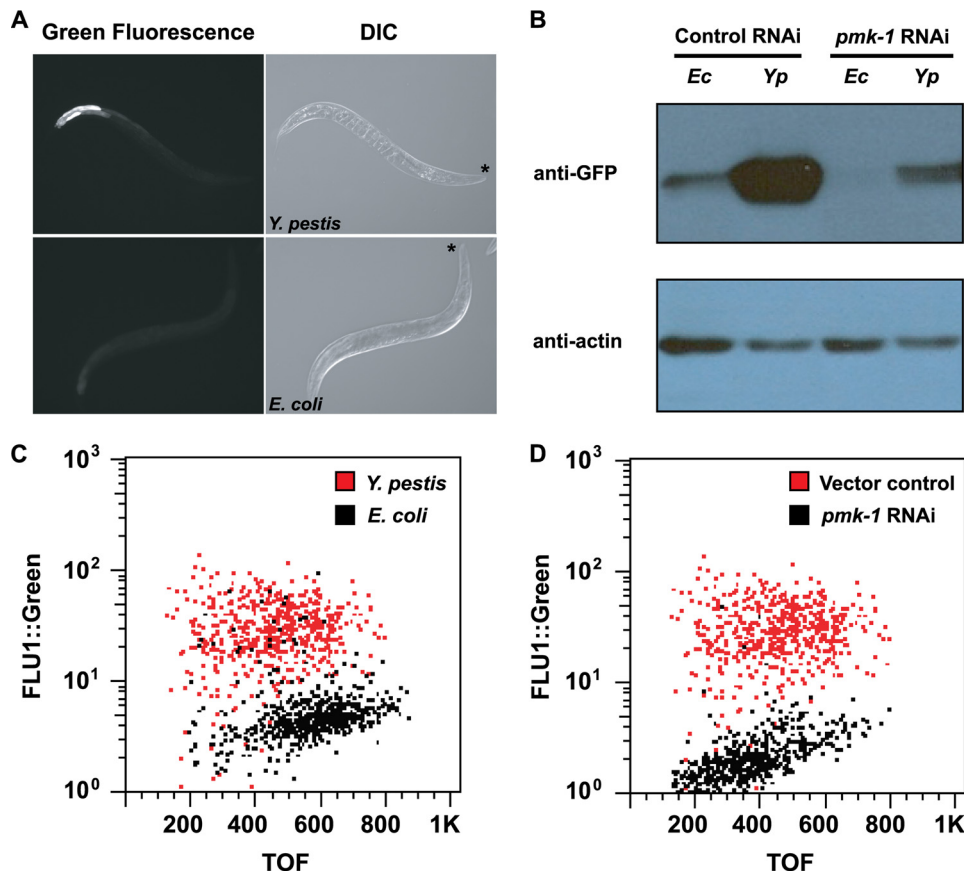 A
Green Fluorescence DIC
*
Y. pestis
*
E. coli
B
Control RNAi pmk-1 RNAi
Ec Yp Ec Yp
anti-GFP
anti-actin
C
10³
10²
10¹
10⁰
FLU1::Green
Y. pestis
E. coli
200 400 600 800 1K
TOF
D
10³
10²
10¹
10⁰
FLU1::Green
Vector control
pmk-1 RNAi
200 400 600 800 1K
TOF